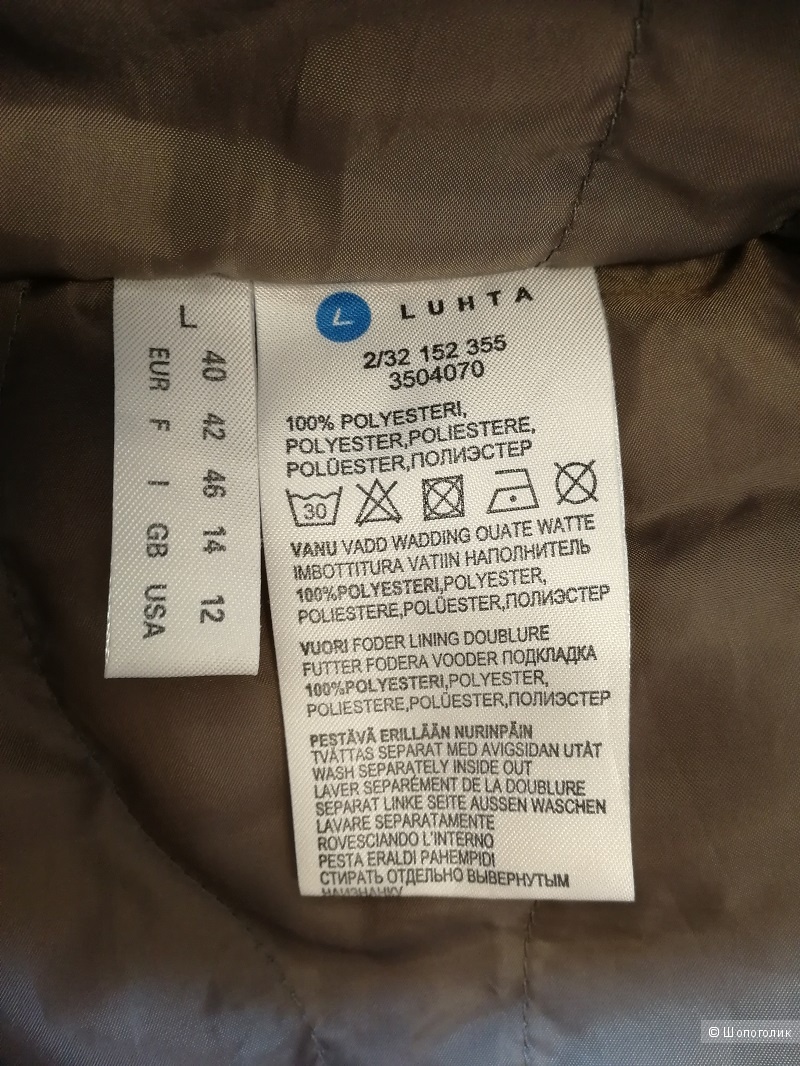 L
EUR 40
F 42
I 46
GB 14
USA 12
L LUHTA
2/32 152 355
3504070
100% POLYESTERI,
POLYESTER,POLIESTERE,
POLÜESTER,ПОЛИЭСТЕР
30
VANU VADD WADDING OUATE WATTE
IMBOTTITURA VATIIN НАПОЛНИТЕЛЬ
100%POLYESTERI,POLYESTER,
POLIESTERE,POLÜESTER,ПОЛИЭСТЕР
VUORI FODER LINING DOUBLURE
FUTTER FODERA VOODER ПОДКЛАДКА
100%POLYESTERI,POLYESTER,
POLIESTERE,POLÜESTER,ПОЛИЭСТЕР
PESTÄVÄ ERILLÄÄN NURINPÄIN
TVÄTTAS SEPARAT MED AVIGSIDAN UTÅT
WASH SEPARATELY INSIDE OUT
LAVER SEPARÉMENT DE LA DOUBLURE
SEPARAT LINKE SEITE AUSSEN WASCHEN
LAVARE SEPARATAMENTE
ROVESCIANDO L'INTERNO
PESTA ERALDI PAHEMPIDI
СТИРАТЬ ОТДЕЛЬНО ВЫВЕРНУТЫМ
НАИЗНАНКУ
© Шопоголик